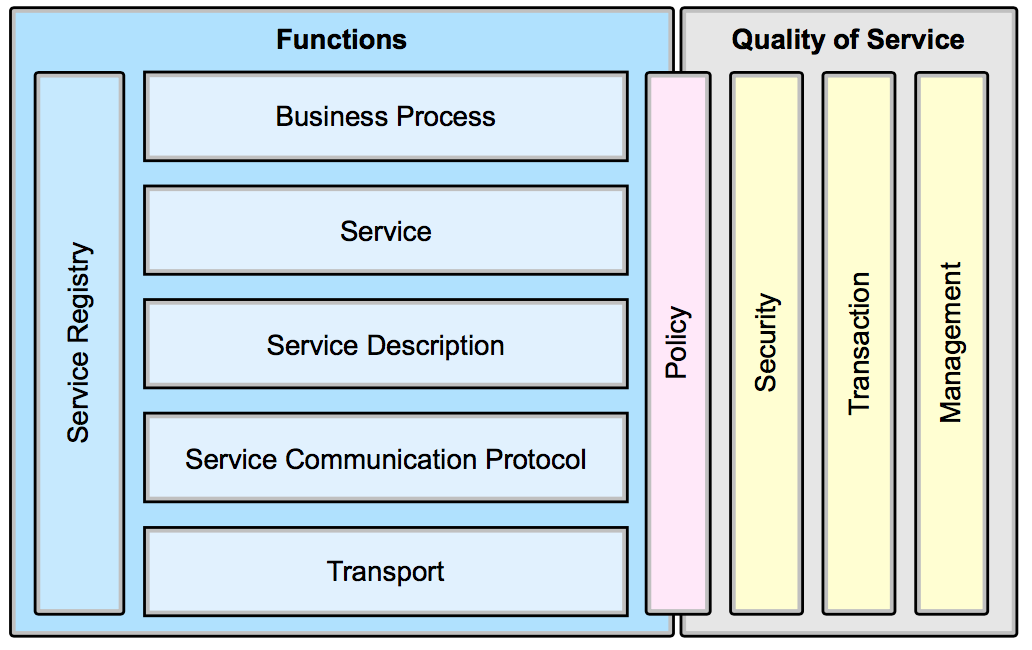 Functions
Quality of Service
Service Registry
Business Process
Service
Service Description
Service Communication Protocol
Transport
Policy
Security
Transaction
Management